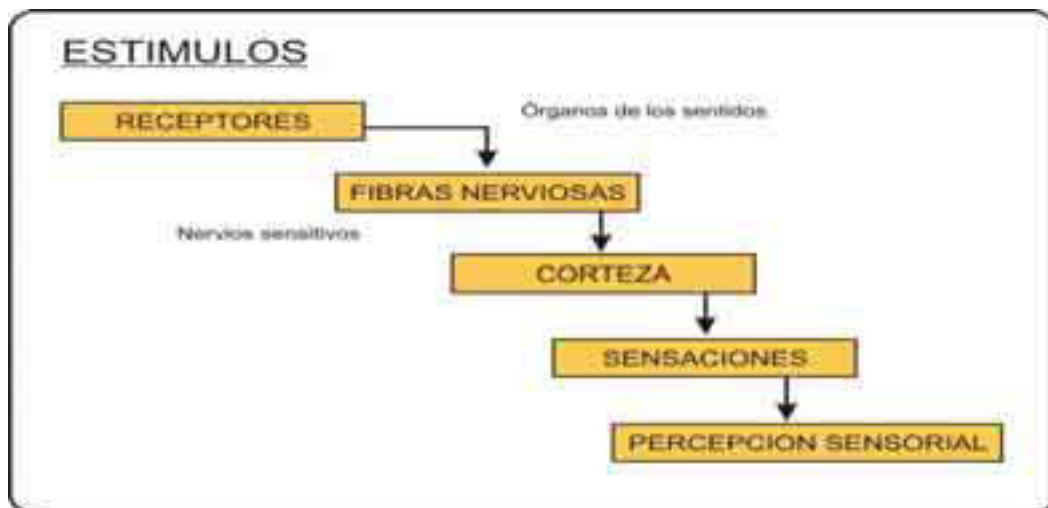 ESTIMULOS
RECEPTORES
Órganos de los sentidos
FIBRAS NERVIOSAS
Nervios sensitivos
CORTEZA
SENSACIONES
PERCEPCION SENSORIAL